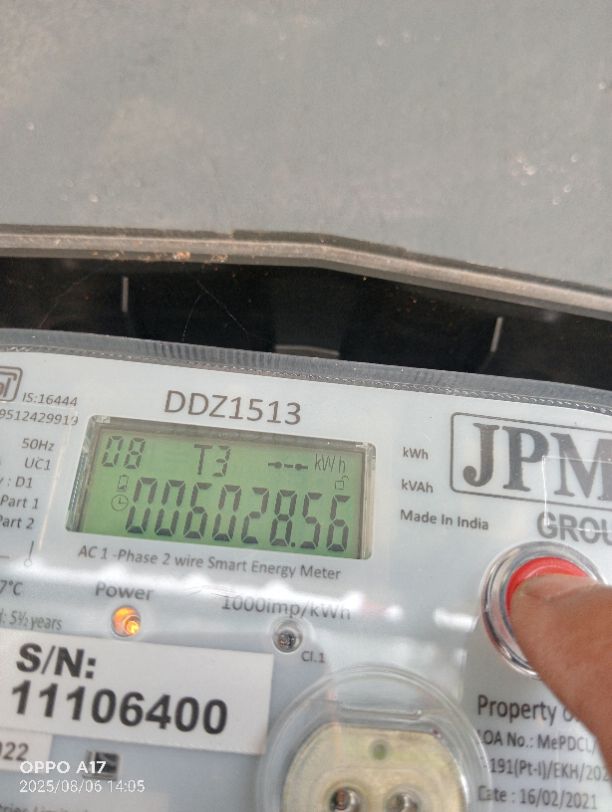 IS:16444
9512429919
DDZ1513
50Hz
UC1
: D1
Part 1
Part 2
08 T3 kWh
006028.56
kWh
kVAh
Made In India
JPM
GROU
AC 1 -Phase 2 wire Smart Energy Meter
7°C
5½ years
Power
1000imp/kWh
Cl.1
S/N:
11106400
022
Property
LOA No.: MePDCL/
-191(Pt-I)/EKH/202
Date : 16/02/2021
OPPO A17
2025/08/06 14:05